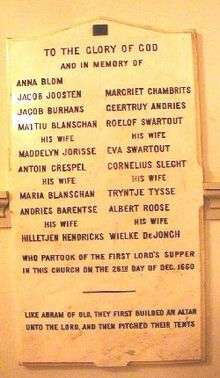 TO THE GLORY OF GOD
AND IN MEMORY OF
ANNA BLOM
JACOB JOOSTEN MARGRIET CHAMBRITS
JACOB BURHANS GEERTRUY ANDRIES
MATTIU BLANSCHAN ROELOF SWARTOUT
HIS WIFE HIS WIFE
MADDELYN JORISSE EVA SWARTOUT
ANTOIN CRESPEL CORNELIUS SLECHT
HIS WIFE HIS WIFE
MARIA BLANSCHAN TRYNTJE TYSSE
ANDRIES BARENTSE ALBERT ROOSE
HIS WIFE HIS WIFE
HILLETJEN HENDRICKS WIELKE DEJONCH
WHO PARTOOK OF THE FIRST LORD'S SUPPER
IN THIS CHURCH ON THE 26TH DAY OF DEC. 1660
LIKE ABRAM OF OLD, THEY FIRST BUILDED AN ALTAR
UNTO THE LORD, AND THEN PITCHED THEIR TENTS